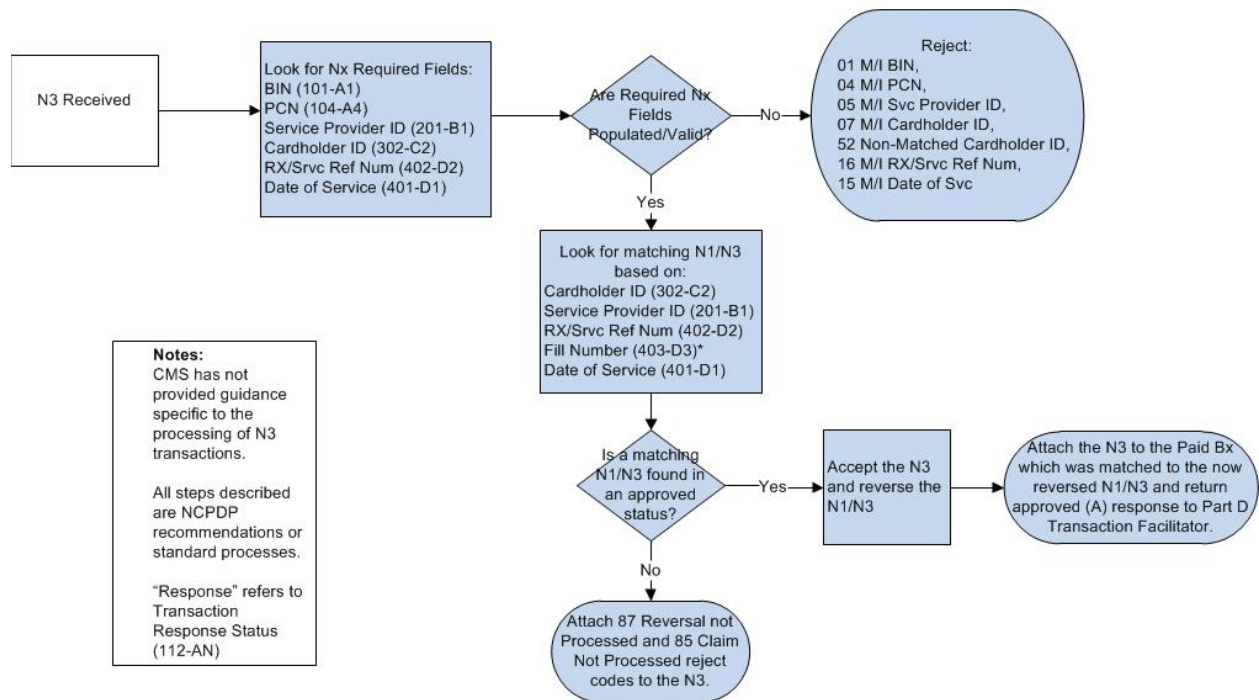 N3 Received
Look for Nx Required Fields:
BIN (101-A1)
PCN (104-A4)
Service Provider ID (201-B1)
Cardholder ID (302-C2)
RX/Srvc Ref Num (402-D2)
Date of Service (401-D1)
Are Required Nx
Fields
Populated/Valid?
No
Reject:
01 M/I BIN,
04 M/I PCN,
05 M/I Svc Provider ID,
07 M/I Cardholder ID,
52 Non-Matched Cardholder ID,
16 M/I RX/Srvc Ref Num,
15 M/I Date of Svc
Yes
Look for matching N1/N3
based on:
Cardholder ID (302-C2)
Service Provider ID (201-B1)
RX/Srvc Ref Num (402-D2)
Fill Number (403-D3)*
Date of Service (401-D1)
Notes:
CMS has not
provided guidance
specific to the
processing of N3
transactions.
All steps described
are NCPDP
recommendations or
standard processes.
“Response” refers to
Transaction
Response Status
(112-AN)
Is a matching
N1/N3 found in
an approved
status?
Yes
Accept the N3
and reverse the
N1/N3
Attach the N3 to the Paid Bx
which was matched to the now
reversed N1/N3 and return
approved (A) response to Part D
Transaction Facilitator.
No
Attach 87 Reversal not
Processed and 85 Claim
Not Processed reject
codes to the N3.